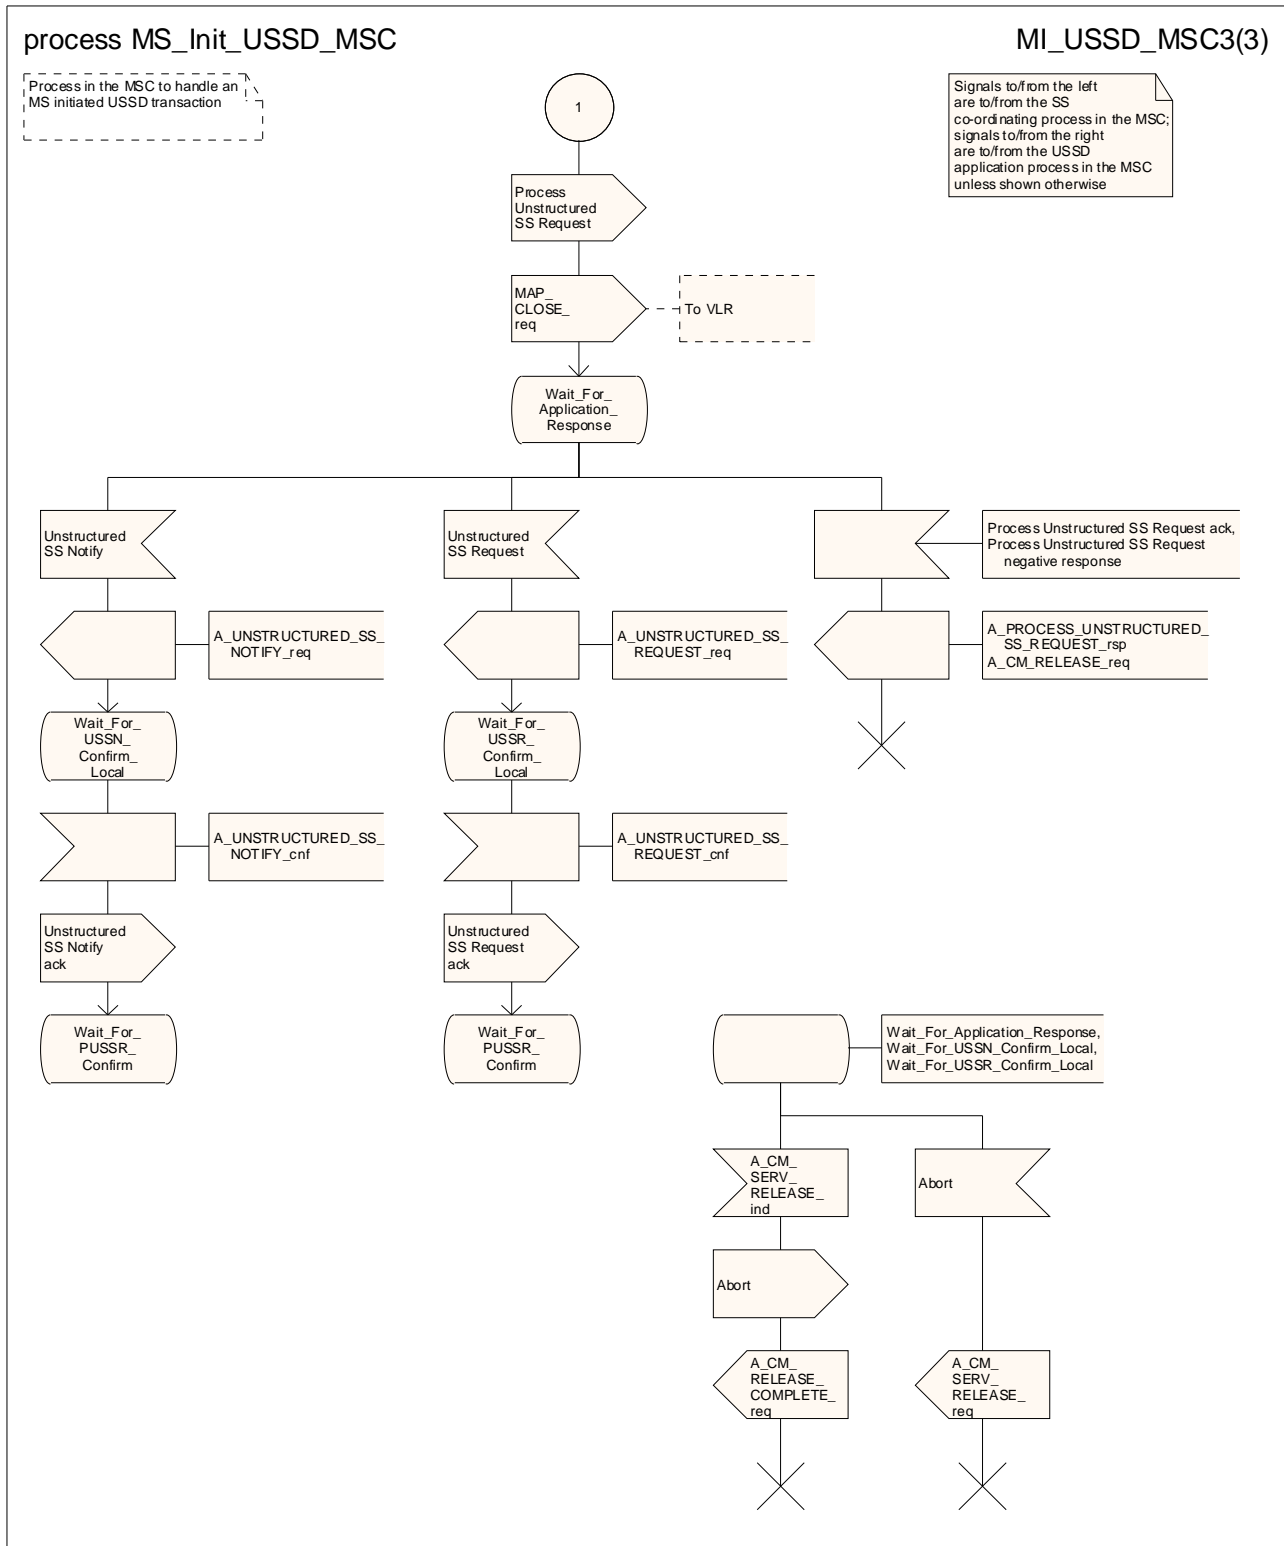 process MS_Init_USSD_MSC
MI_USSD_MSC3(3)
Process in the MSC to handle an
MS initiated USSD transaction
Signals to/from the left
are to/from the SS
co-ordinating process in the MSC;
signals to/from the right
are to/from the USSD
application process in the MSC
unless shown otherwise
1
Process
Unstructured
SS Request
MAP_
CLOSE_
req
To VLR
Wait_For_
Application_
Response
Unstructured
SS Notify
Unstructured
SS Request
Process Unstructured SS Request ack,
Process Unstructured SS Request
negative response
A_UNSTRUCTURED_SS_
NOTIFY_req
A_UNSTRUCTURED_SS_
REQUEST_req
A_PROCESS_UNSTRUCTURED_
SS_REQUEST_rsp
A_CM_RELEASE_req
Wait_For_
USSN_
Confirm_
Local
Wait_For_
USSR_
Confirm_
Local
A_UNSTRUCTURED_SS_
NOTIFY_cnf
A_UNSTRUCTURED_SS_
REQUEST_cnf
Unstructured
SS Notify
ack
Unstructured
SS Request
ack
Wait_For_
PUSSR_
Confirm
Wait_For_
PUSSR_
Confirm
Wait_For_Application_Response,
Wait_For_USSN_Confirm_Local,
Wait_For_USSR_Confirm_Local
A_CM_
SERV_
RELEASE_
ind
Abort
Abort
A_CM_
RELEASE_
COMPLETE_
req
A_CM_
SERV_
RELEASE_
req